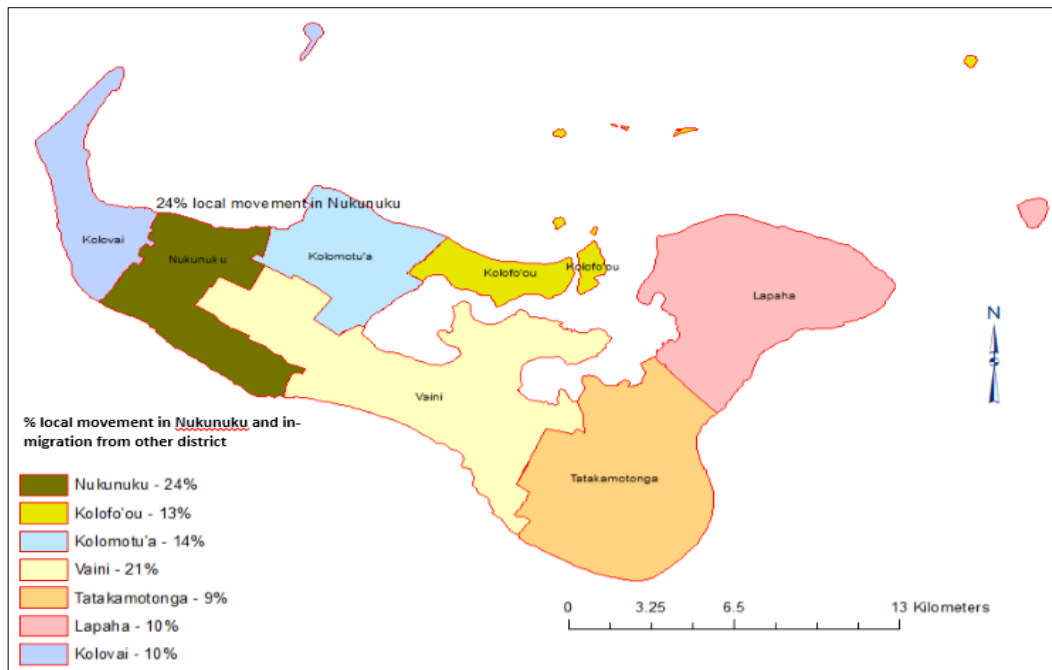 24% local movement in Nukunuku
Kolovai
Nukunuku
Kolomotu'a
Kolofo'ou
Kolofo'ou
Lapaha
N
Vaini
Tatakamotonga
% local movement in Nukunuku and in-
migration from other district
Nukunuku - 24%
Kolofo'ou - 13%
Kolomotu'a - 14%
Vaini - 21%
Tatakamotonga - 9%
Lapaha - 10%
Kolovai - 10%
0 3.25 6.5 13 Kilometers